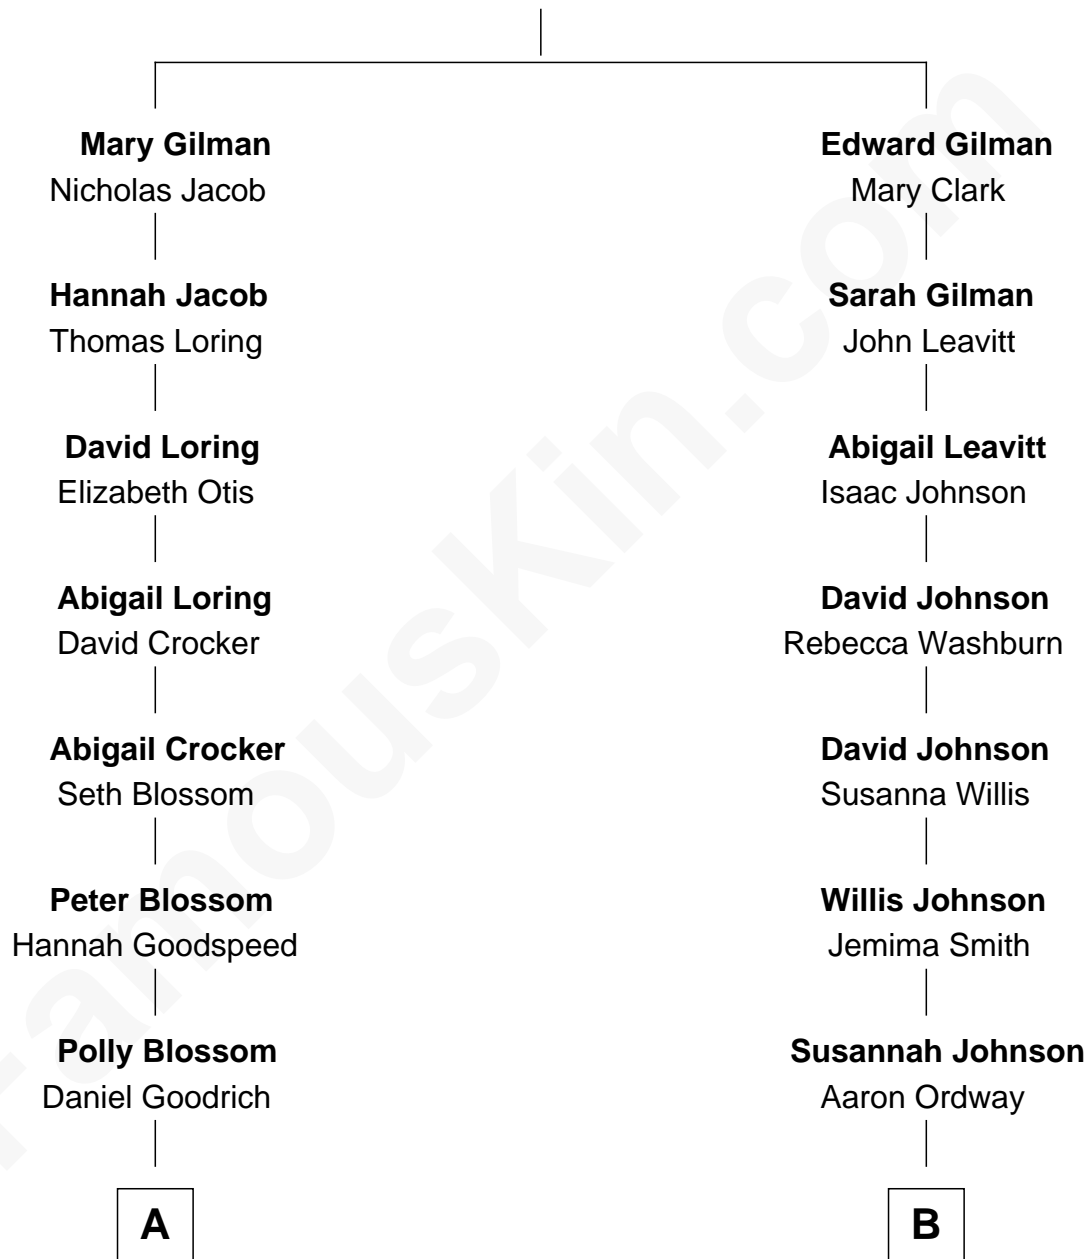 Mary Gilman
Nicholas Jacob
Hannah Jacob
Thomas Loring
David Loring
Elizabeth Otis
Abigail Loring
David Crocker
Abigail Crocker
Seth Blossom
Peter Blossom
Hannah Goodspeed
Polly Blossom
Daniel Goodrich
A
Edward Gilman
Mary Clark
Sarah Gilman
John Leavitt
Abigail Leavitt
Isaac Johnson
David Johnson
Rebecca Washburn
David Johnson
Susanna Willis
Willis Johnson
Jemima Smith
Susannah Johnson
Aaron Ordway
B
FamousKin.com